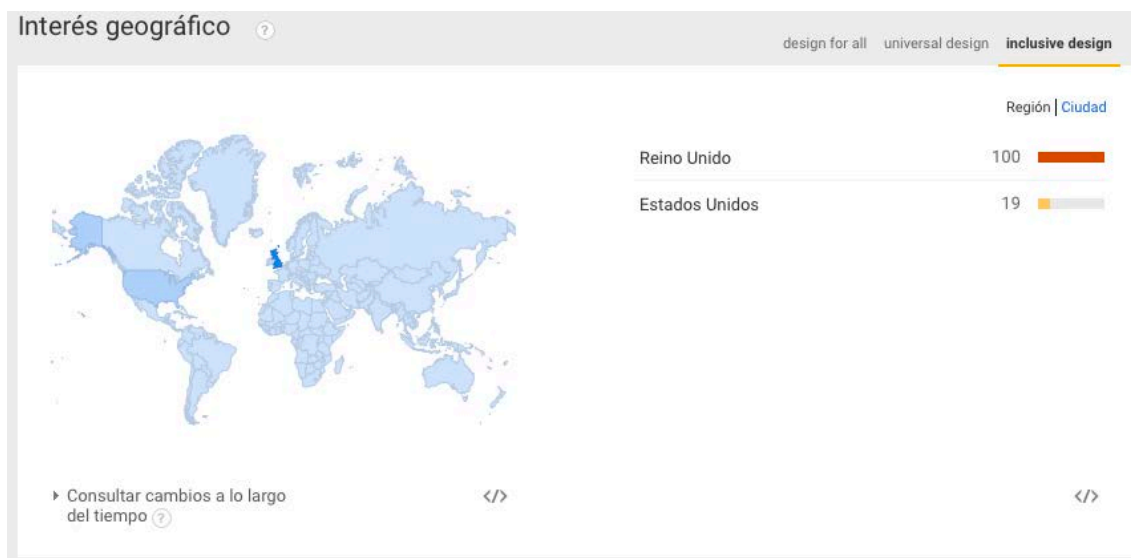 Interés geográfico ?
design for all universal design inclusive design
Región | Ciudad
Reino Unido 100
Estados Unidos 19
Consultar cambios a lo largo
del tiempo ?
</> </>